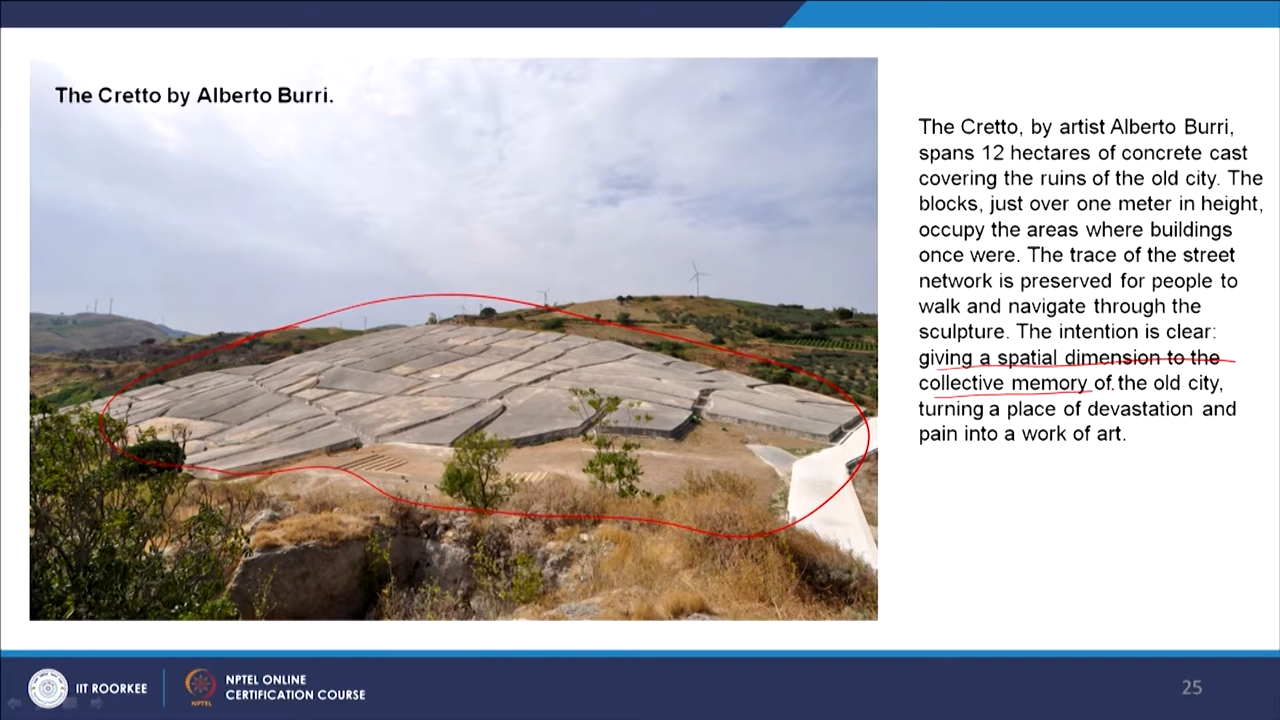 The Cretto by Alberto Burri.
The Cretto, by artist Alberto Burri,
spans 12 hectares of concrete cast
covering the ruins of the old city. The
blocks, just over one meter in height,
occupy the areas where buildings
once were. The trace of the street
network is preserved for people to
walk and navigate through the
sculpture. The intention is clear:
giving a spatial dimension to the
collective memory of the old city,
turning a place of devastation and
pain into a work of art.
IIT ROORKEE
NPTEL
NPTEL ONLINE
CERTIFICATION COURSE
25